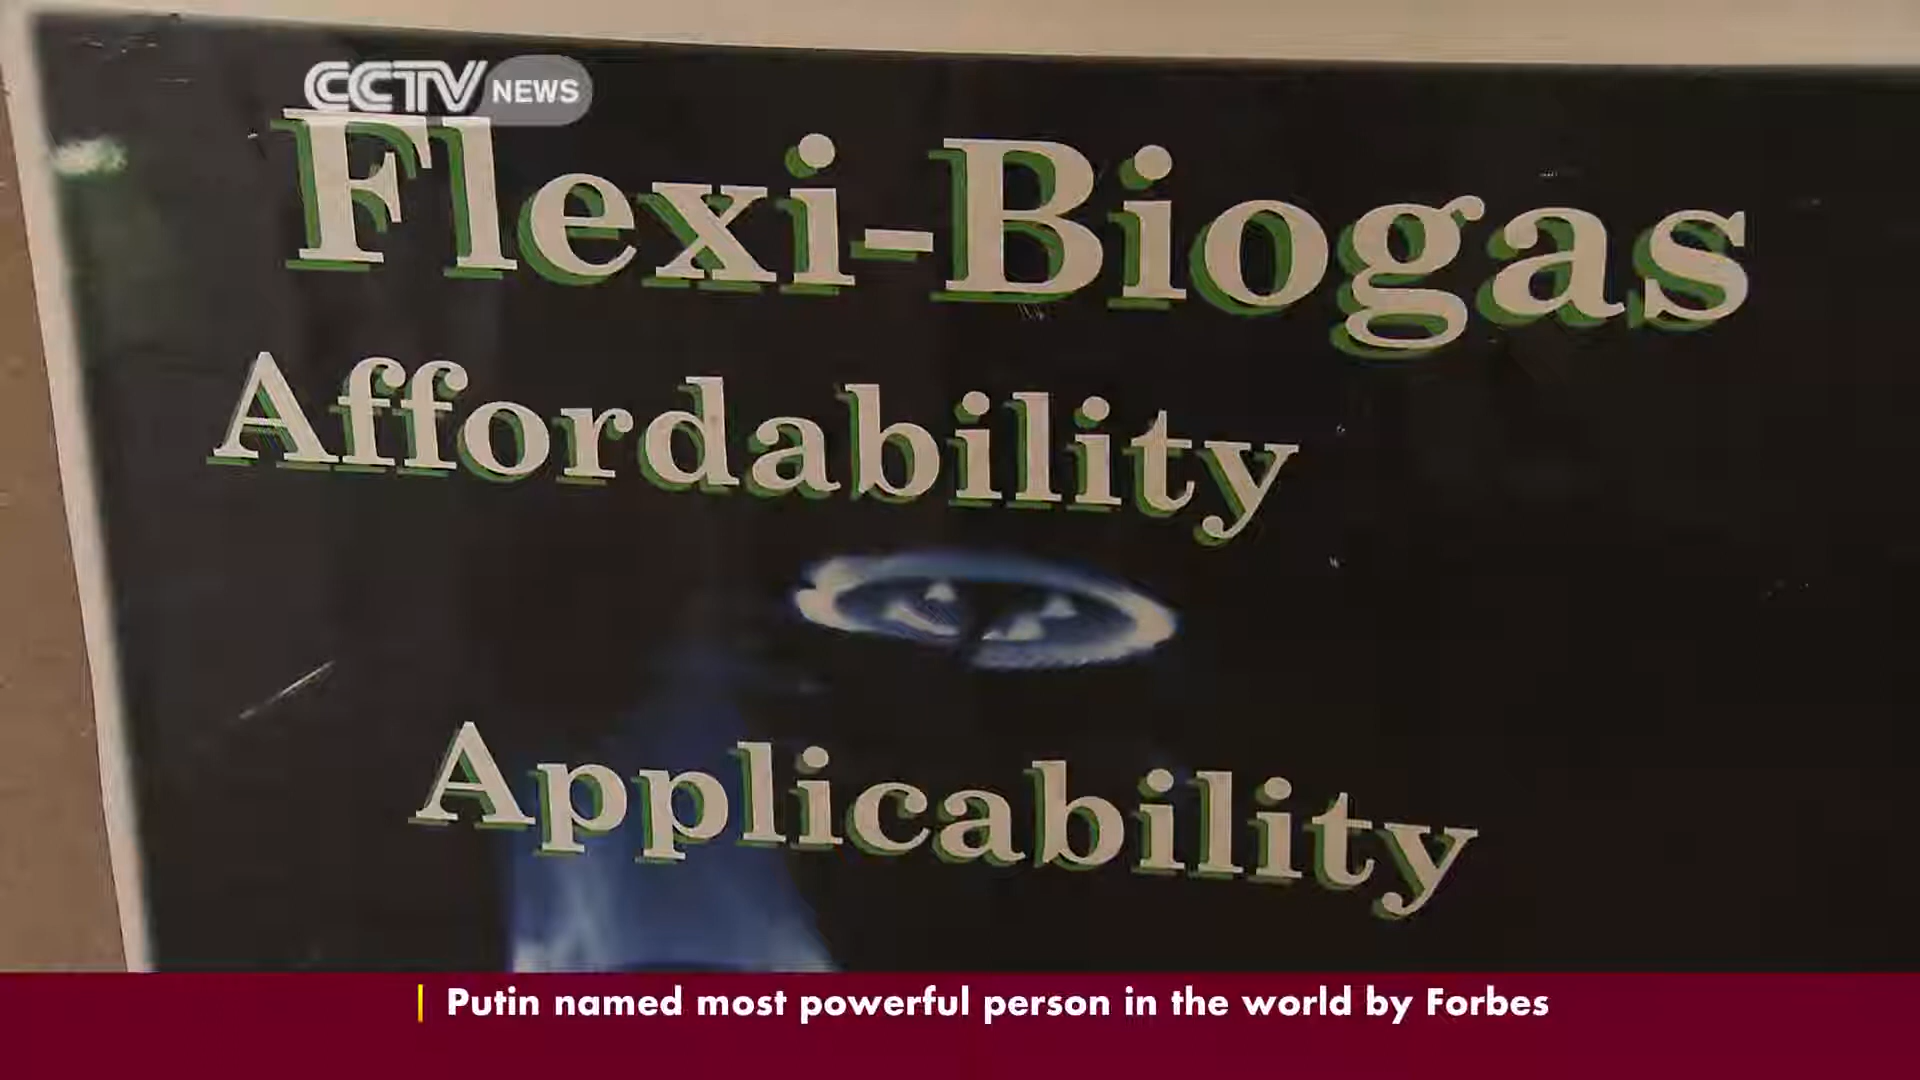 CCTV NEWS
Flexi-Biogas
Affordability
Applicability
Putin named most powerful person in the world by Forbes